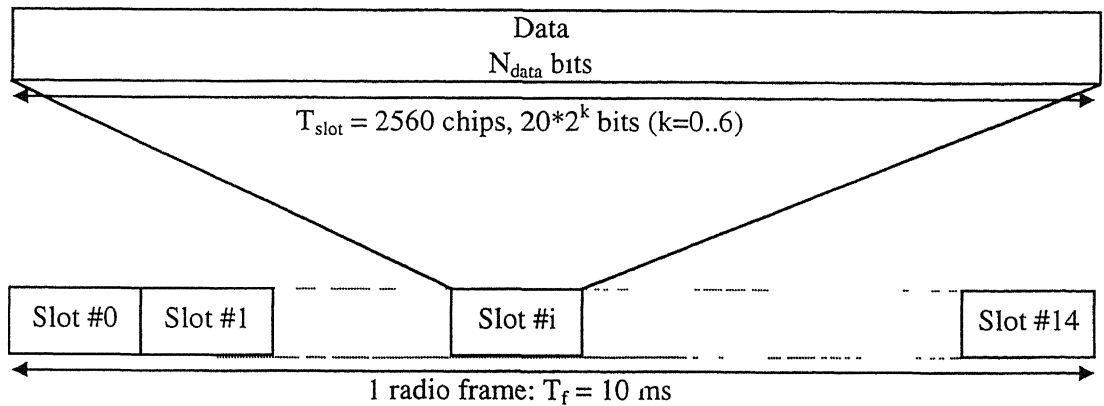 Data
N_data bits
T_slot = 2560 chips, 20*2^k bits (k=0..6)
Slot #0 Slot #1 Slot #i Slot #14
1 radio frame: T_f = 10 ms